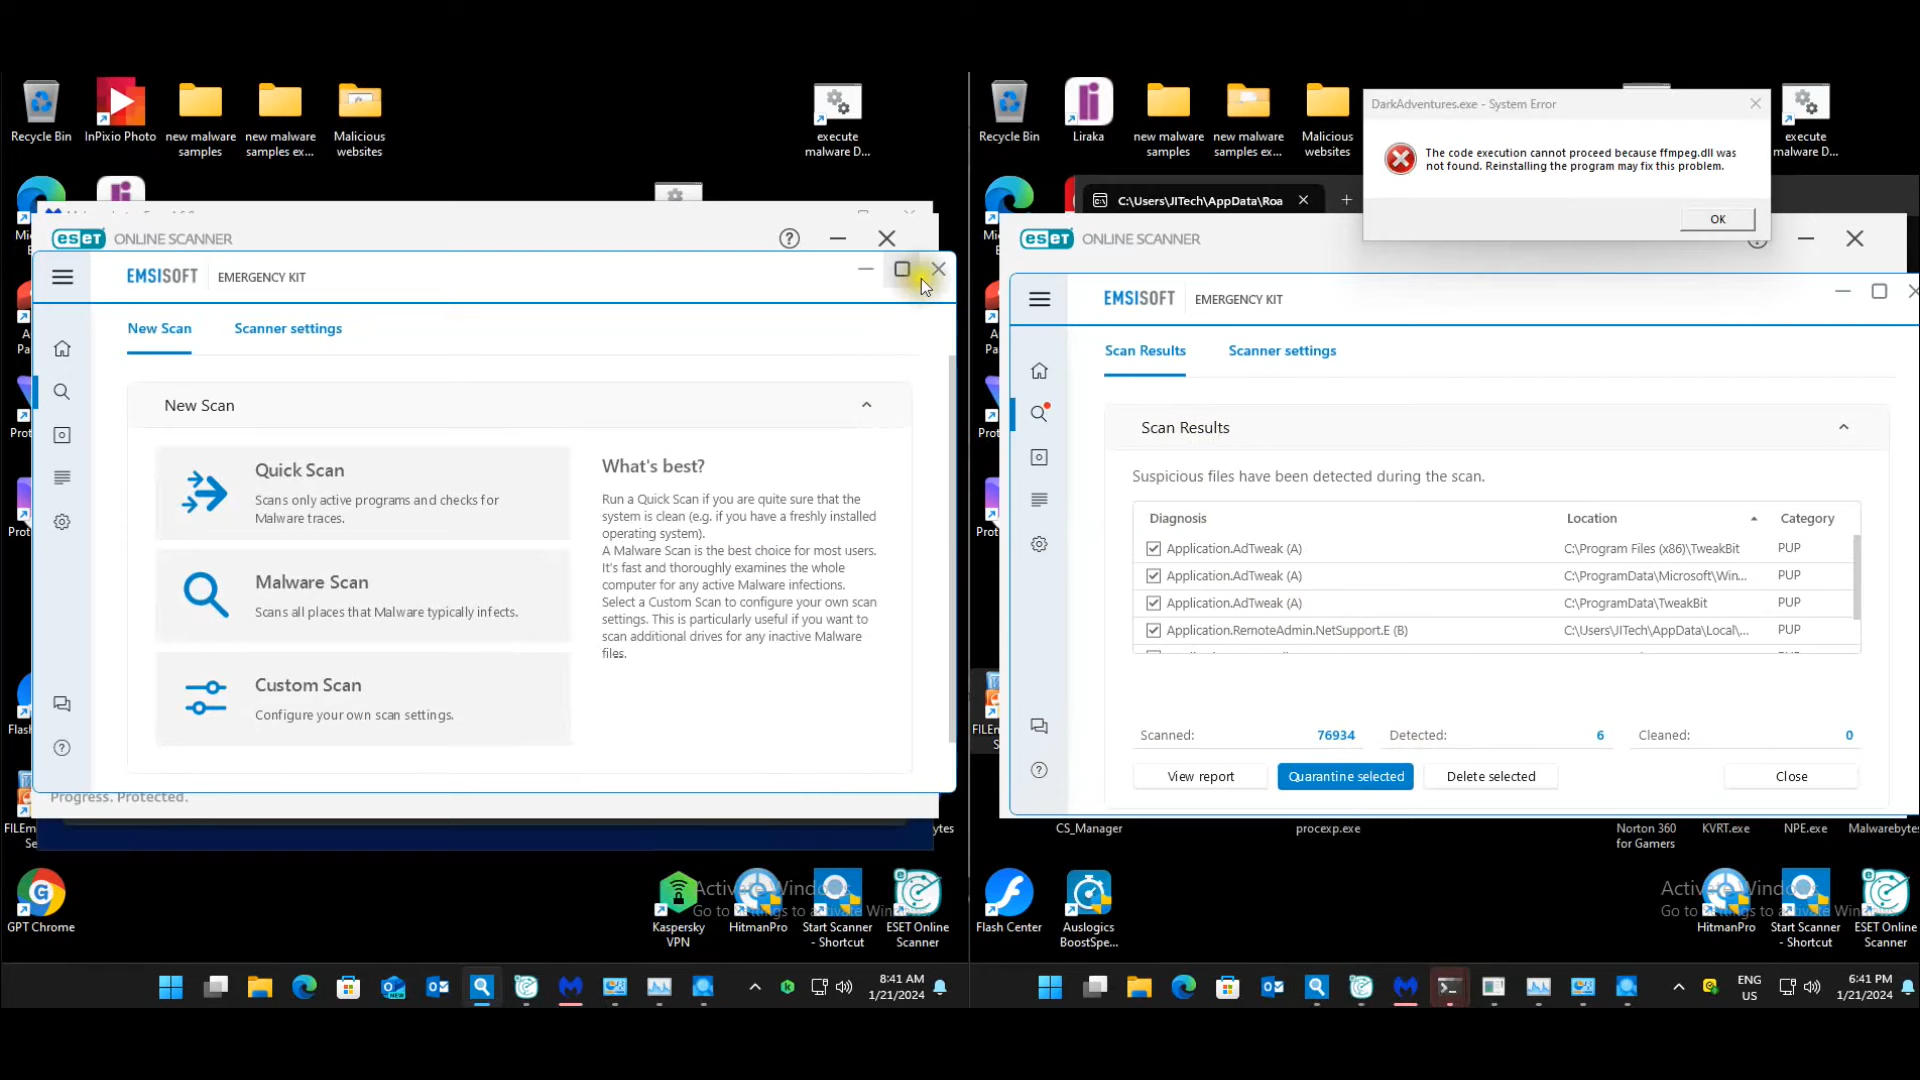 Recycle Bin
InPixio Photo
new malware
samples
new malware
samples ex...
Malicious
websites
execute
malware D...
eset ONLINE SCANNER
EMSISOFT EMERGENCY KIT
New Scan
Scanner settings
New Scan
Quick Scan
Scans only active programs and checks for
Malware traces.
Malware Scan
Scans all places that Malware typically infects.
Custom Scan
Configure your own scan settings.
What's best?
Run a Quick Scan if you are quite sure that the
system is clean (e.g. if you have a freshly installed
operating system).
A Malware Scan is the best choice for most users.
It's fast and thoroughly examines the whole
computer for any active Malware infections.
Select a Custom Scan to configure your own scan
settings. This is particularly useful if you want to
scan additional drives for any inactive Malware
files.
Progress. Protected.
GPT Chrome
Kaspersky
VPN
HitmanPro
Start Scanner
- Shortcut
ESET Online
Scanner
Activate Windows
Go to Settings to activate Win
8:41 AM
1/21/2024
Recycle Bin
Liraka
new malware
samples
new malware
samples ex...
Malicious
websites
execute
malware D...
DarkAdventures.exe - System Error
The code execution cannot proceed because ffmpeg.dll was
not found. Reinstalling the program may fix this problem.
OK
C:\Users\JITech\AppData\Roa
eset ONLINE SCANNER
EMSISOFT EMERGENCY KIT
Scan Results
Scanner settings
Scan Results
Suspicious files have been detected during the scan.
Diagnosis Location Category
Application.AdTweak (A) C:\Program Files (x86)\TweakBit PUP
Application.AdTweak (A) C:\ProgramData\Microsoft\Win... PUP
Application.AdTweak (A) C:\ProgramData\TweakBit PUP
Application.RemoteAdmin.NetSupport.E (B) C:\Users\JITech\AppData\Local\... PUP
Scanned: 76934
Detected: 6
Cleaned: 0
View report
Quarantine selected
Delete selected
Close
CS_Manager
procexp.exe
Norton 360
for Gamers
KVRT.exe
NPE.exe
Malwarebytes
Flash Center
Auslogics
BoostSpe...
HitmanPro
Start Scanner
- Shortcut
ESET Online
Scanner
ENG
US
6:41 PM
1/21/2024